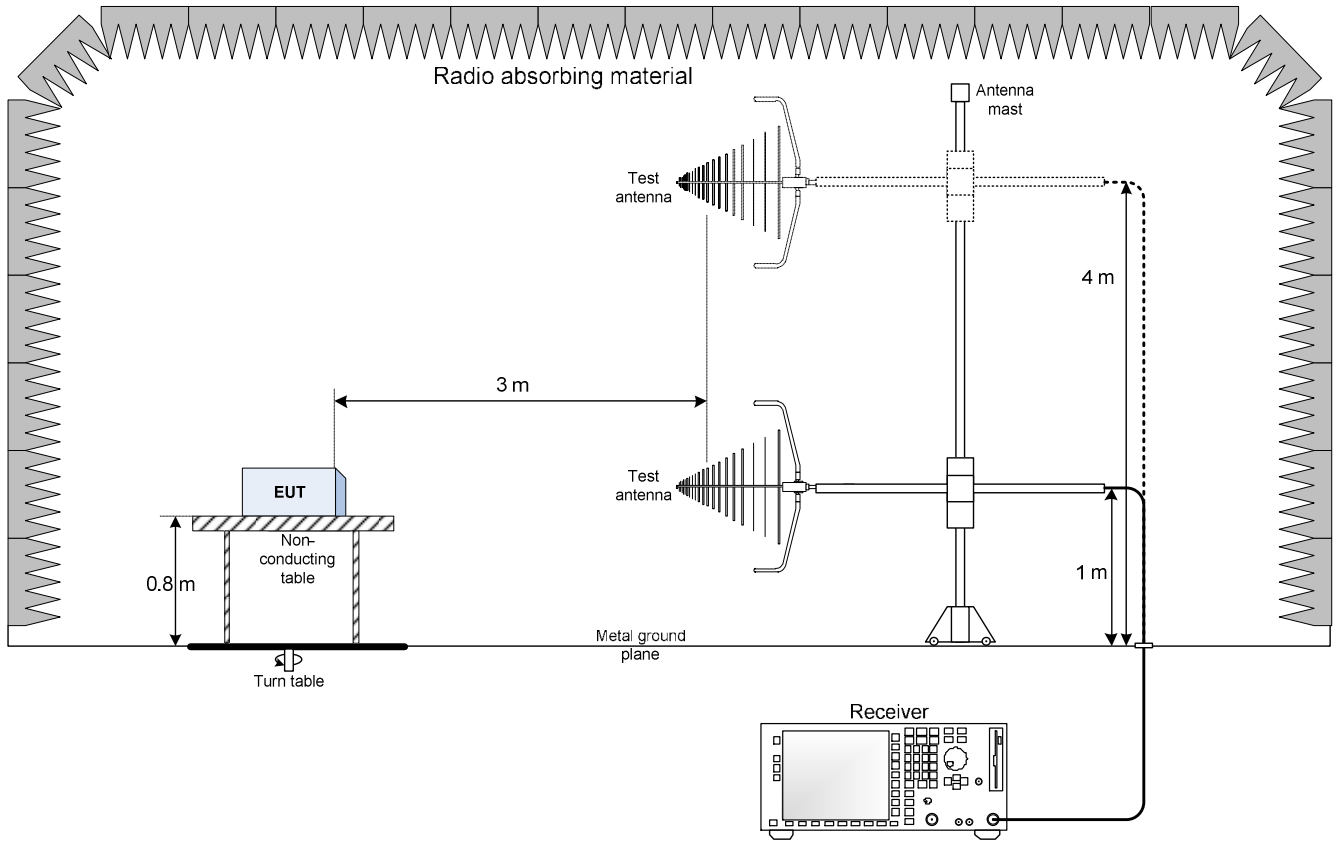 Radio absorbing material
Antenna
mast
Test
antenna
4 m
3 m
Test
antenna
EUT
Non-
conducting
table
0.8 m
1 m
Metal ground
plane
Turn table
Receiver